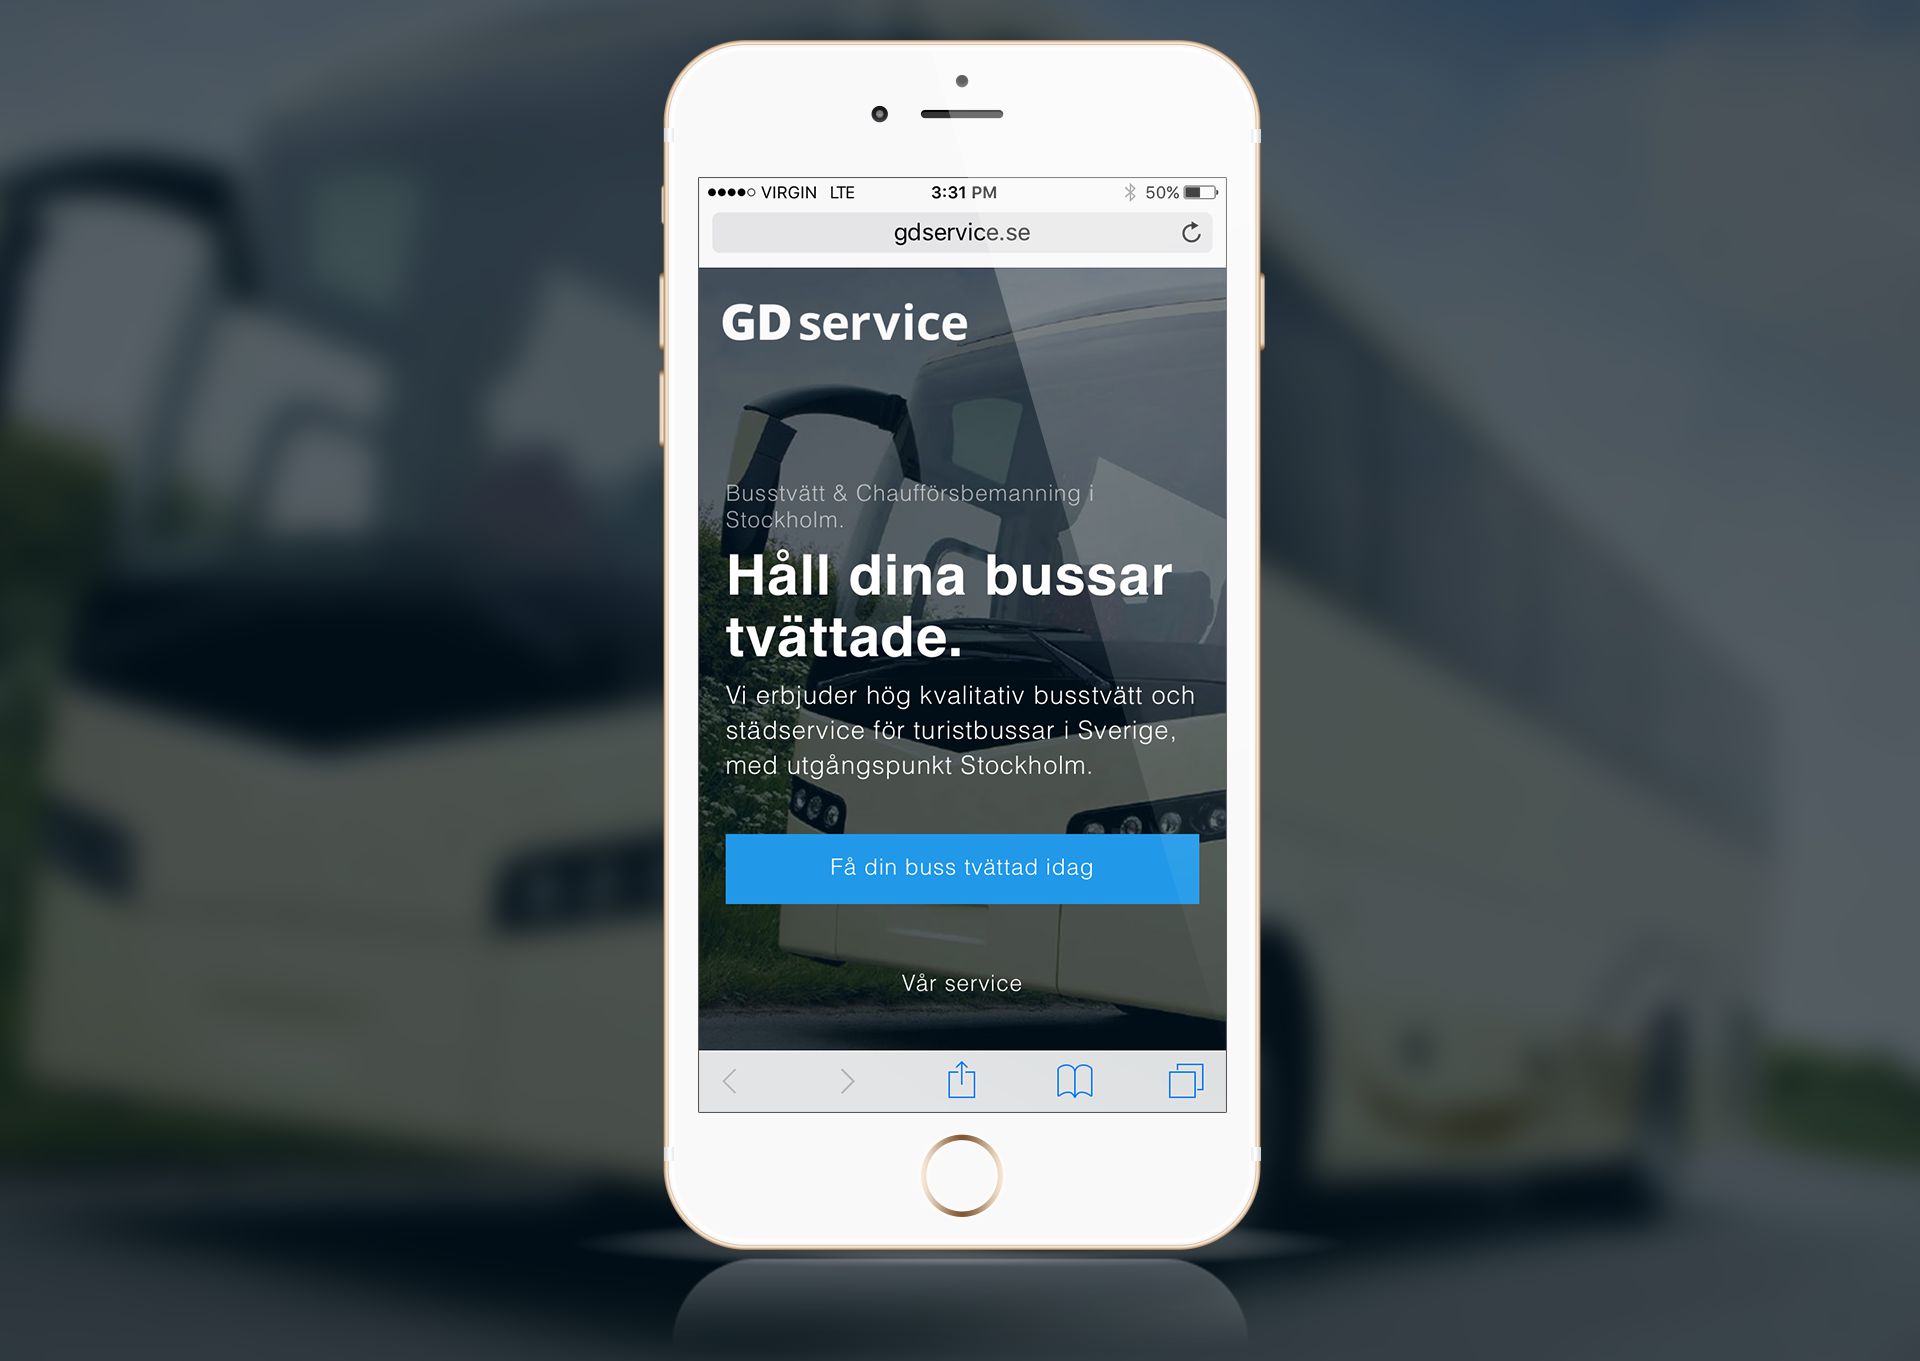 VIRGIN LTE 3:31 PM 50%
gdservice.se
GD service
Busstvätt & Chaufförsbemanning i
Stockholm.
Håll dina bussar
tvättade.
Vi erbjuder hög kvalitativ busstvätt och
städservice för turistbussar i Sverige,
med utgångspunkt Stockholm.
Få din buss tvättad idag
Vår service